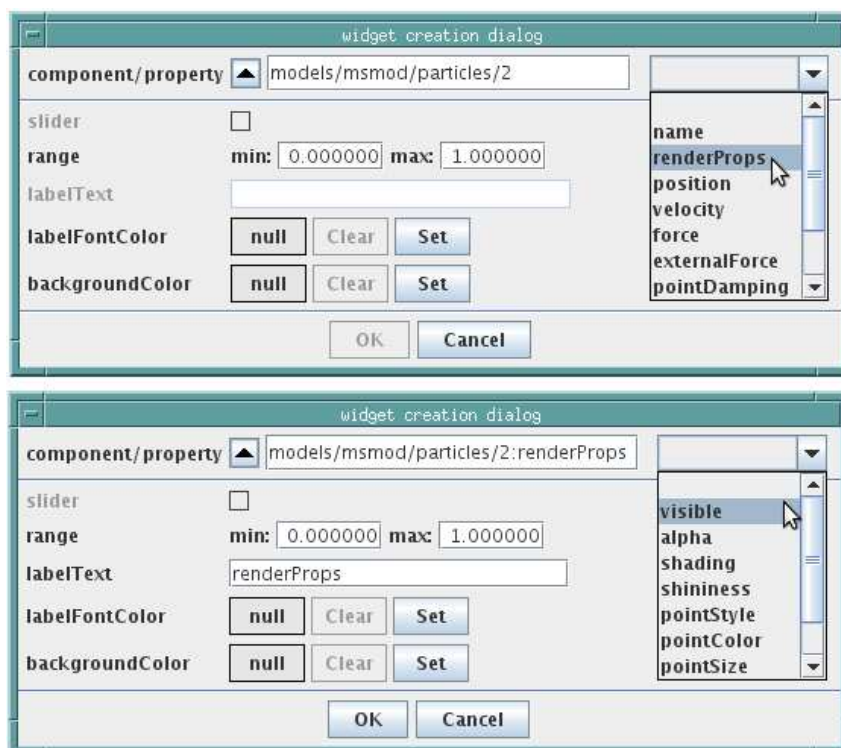 widget creation dialog
component/property models/msmod/particles/2
slider
range min: 0.000000 max: 1.000000
labelText
labelFontColor null Clear Set
backgroundColor null Clear Set
name
renderProps
position
velocity
force
externalForce
pointDamping
OK Cancel
widget creation dialog
component/property models/msmod/particles/2:renderProps
slider
range min: 0.000000 max: 1.000000
labelText renderProps
labelFontColor null Clear Set
backgroundColor null Clear Set
visible
alpha
shading
shininess
pointStyle
pointColor
pointSize
OK Cancel